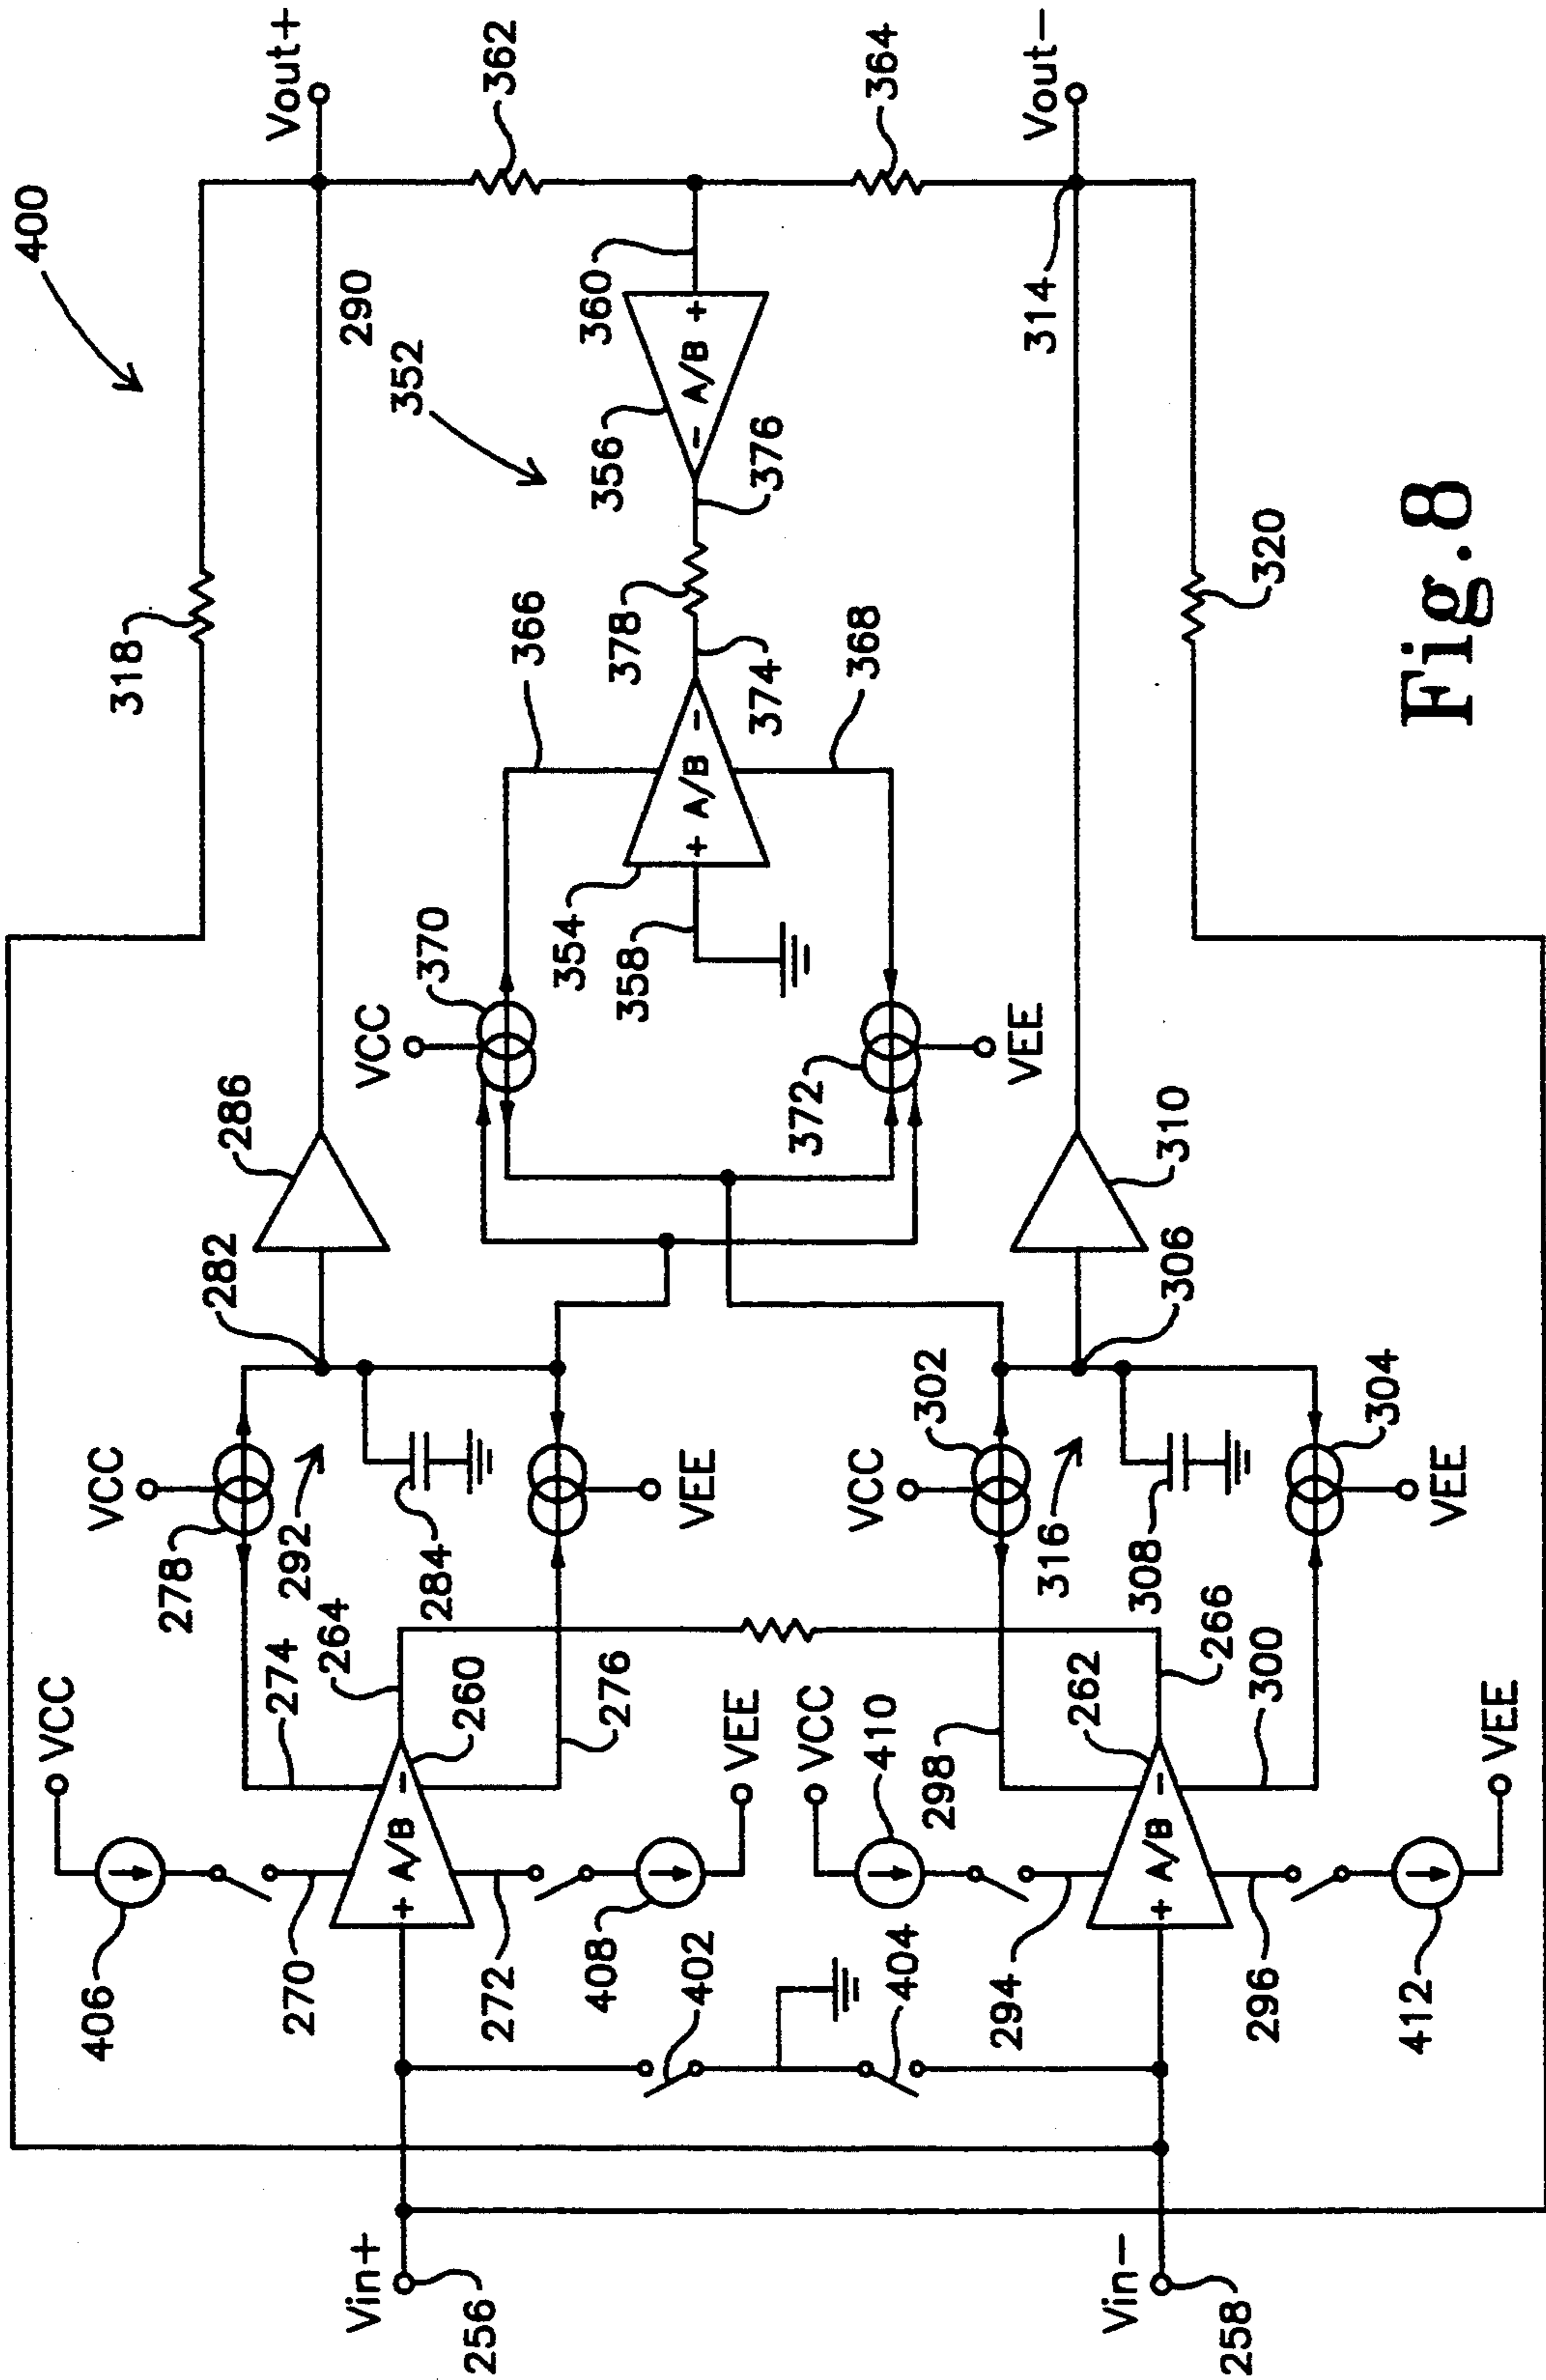 400
318
Vout+
290
362
352
286
VCC
370
366
356
360
376
354
+ A/B -
- A/B +
378
374
358
368
372
VEE
364
282
VCC
278
292
284
VEE
VCC
274
264
260
276
406
270
+ A/B -
272
408
VEE
Vin+
256
402
404
VCC
410
298
VCC
302
316
308
306
310
314
Vout-
294
262
266
+ A/B -
300
304
VEE
296
412
VEE
Vin-
258
320
Fig.8